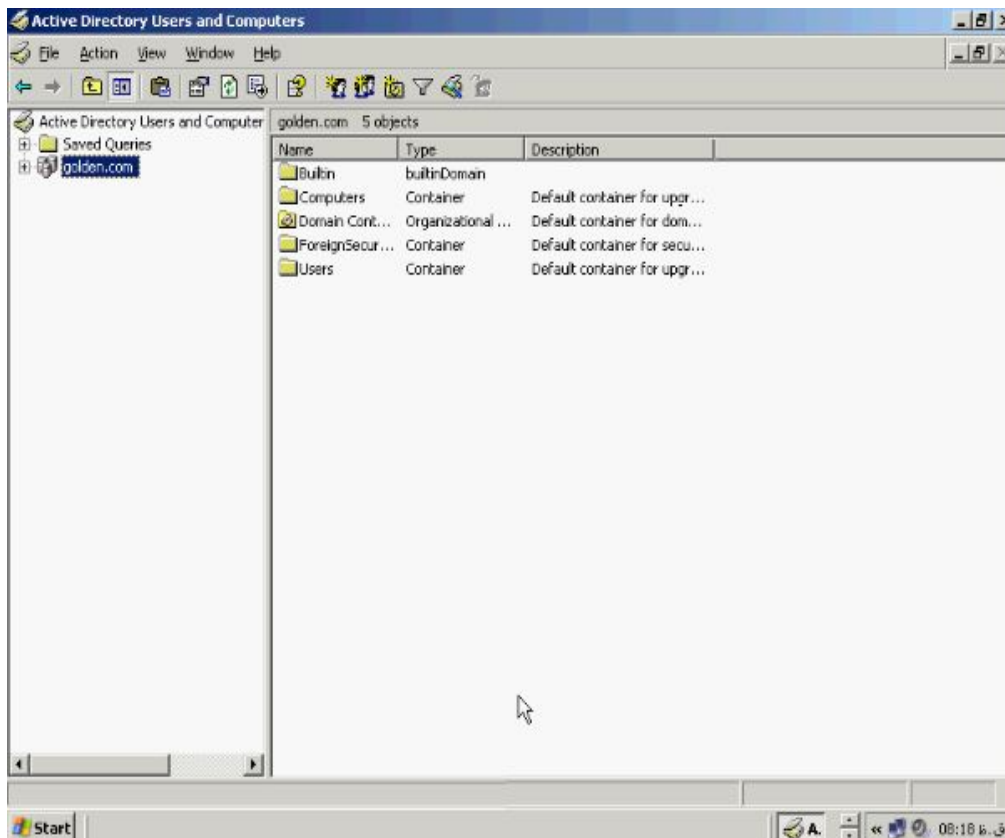 Active Directory Users and Computers
File Action View Window Help
Active Directory Users and Computer
Saved Queries
golden.com
golden.com 5 objects
Name Type Description
Builtin builtinDomain
Computers Container Default container for upgr...
Domain Cont... Organizational ... Default container for dom...
ForeignSecur... Container Default container for secu...
Users Container Default container for upgr...
Start
A.
« 08:18